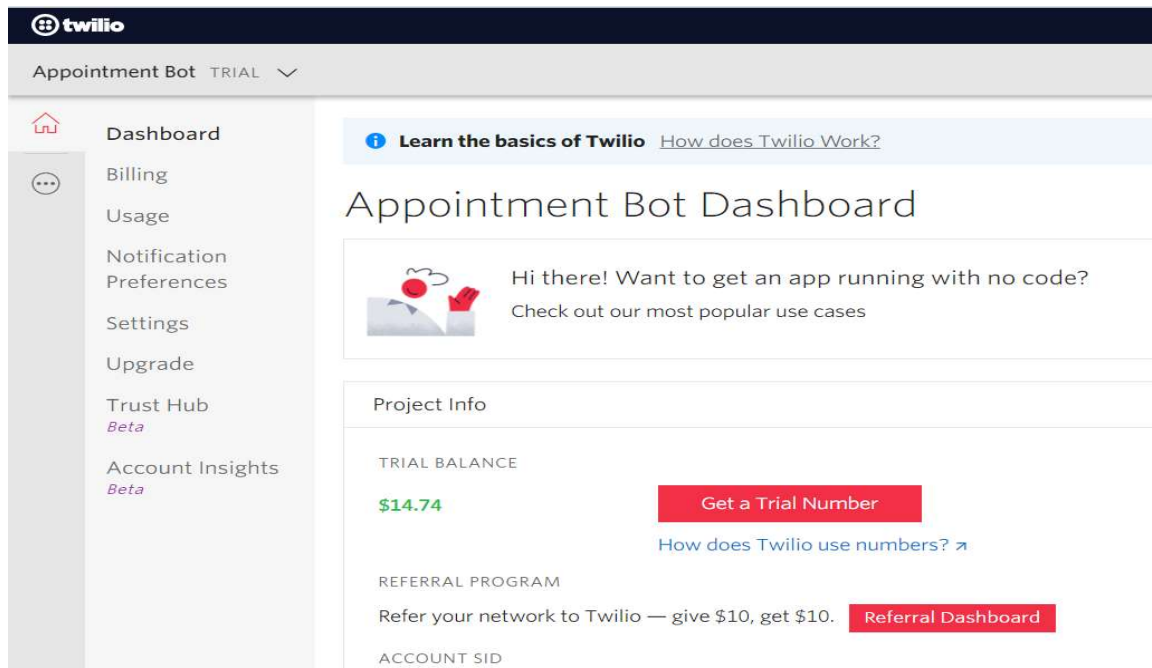 twilio
Appointment Bot TRIAL
Dashboard
Billing
Usage
Notification
Preferences
Settings
Upgrade
Trust Hub
Beta
Account Insights
Beta
Learn the basics of Twilio How does Twilio Work?
Appointment Bot Dashboard
Hi there! Want to get an app running with no code?
Check out our most popular use cases
Project Info
TRIAL BALANCE
$14.74
Get a Trial Number
How does Twilio use numbers?
REFERRAL PROGRAM
Refer your network to Twilio — give $10, get $10. Referral Dashboard
ACCOUNT SID